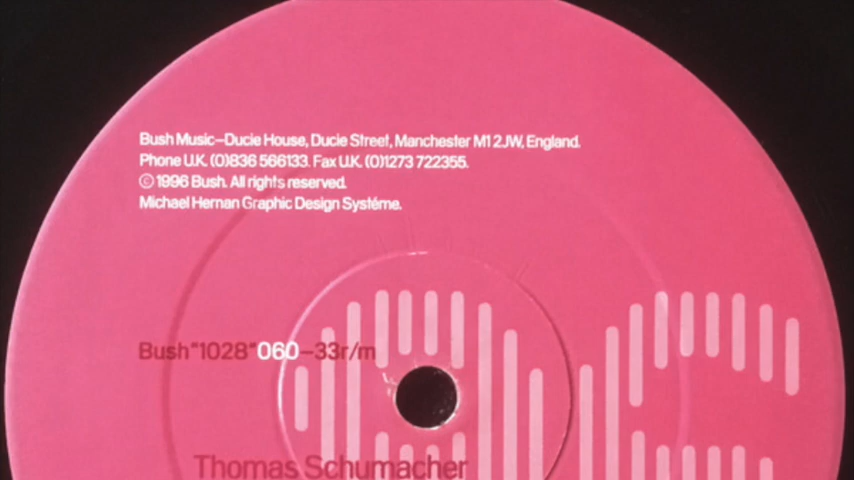 Bush Music–Ducie House, Ducie Street, Manchester M1 2JW, England.
Phone U.K. (0)836 566133. Fax U.K. (0)1273 722355.
© 1996 Bush. All rights reserved.
Michael Hernan Graphic Design Systéme.
Bush"1028"060–33r/m
Thomas Schumacher